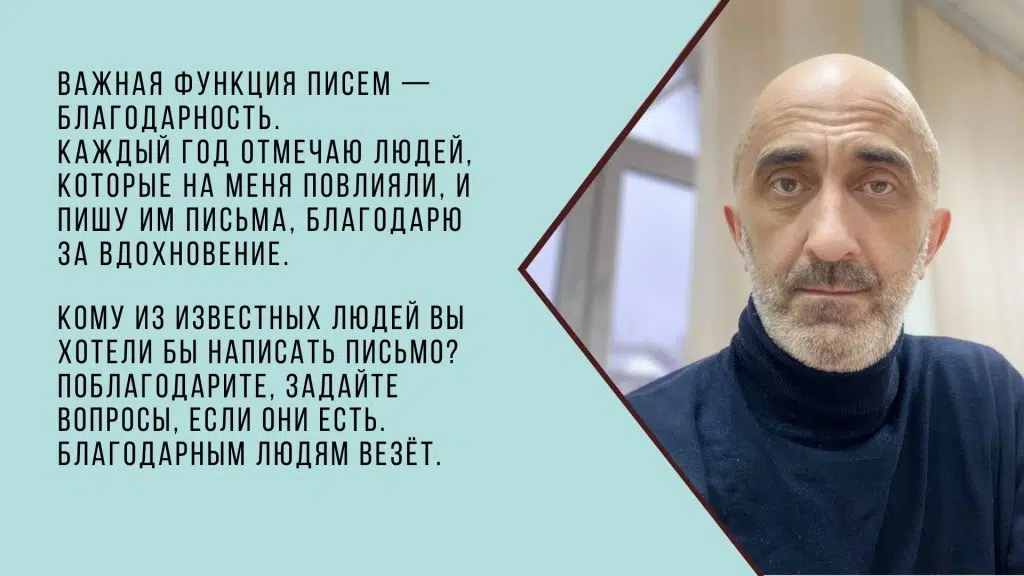 ВАЖНАЯ ФУНКЦИЯ ПИСЕМ —
БЛАГОДАРНОСТЬ.
КАЖДЫЙ ГОД ОТМЕЧАЮ ЛЮДЕЙ,
КОТОРЫЕ НА МЕНЯ ПОВЛИЯЛИ, И
ПИШУ ИМ ПИСЬМА, БЛАГОДАРЮ
ЗА ВДОХНОВЕНИЕ.
КОМУ ИЗ ИЗВЕСТНЫХ ЛЮДЕЙ ВЫ
ХОТЕЛИ БЫ НАПИСАТЬ ПИСЬМО?
ПОБЛАГОДАРИТЕ, ЗАДАЙТЕ
ВОПРОСЫ, ЕСЛИ ОНИ ЕСТЬ.
БЛАГОДАРНЫМ ЛЮДЯМ ВЕЗЁТ.